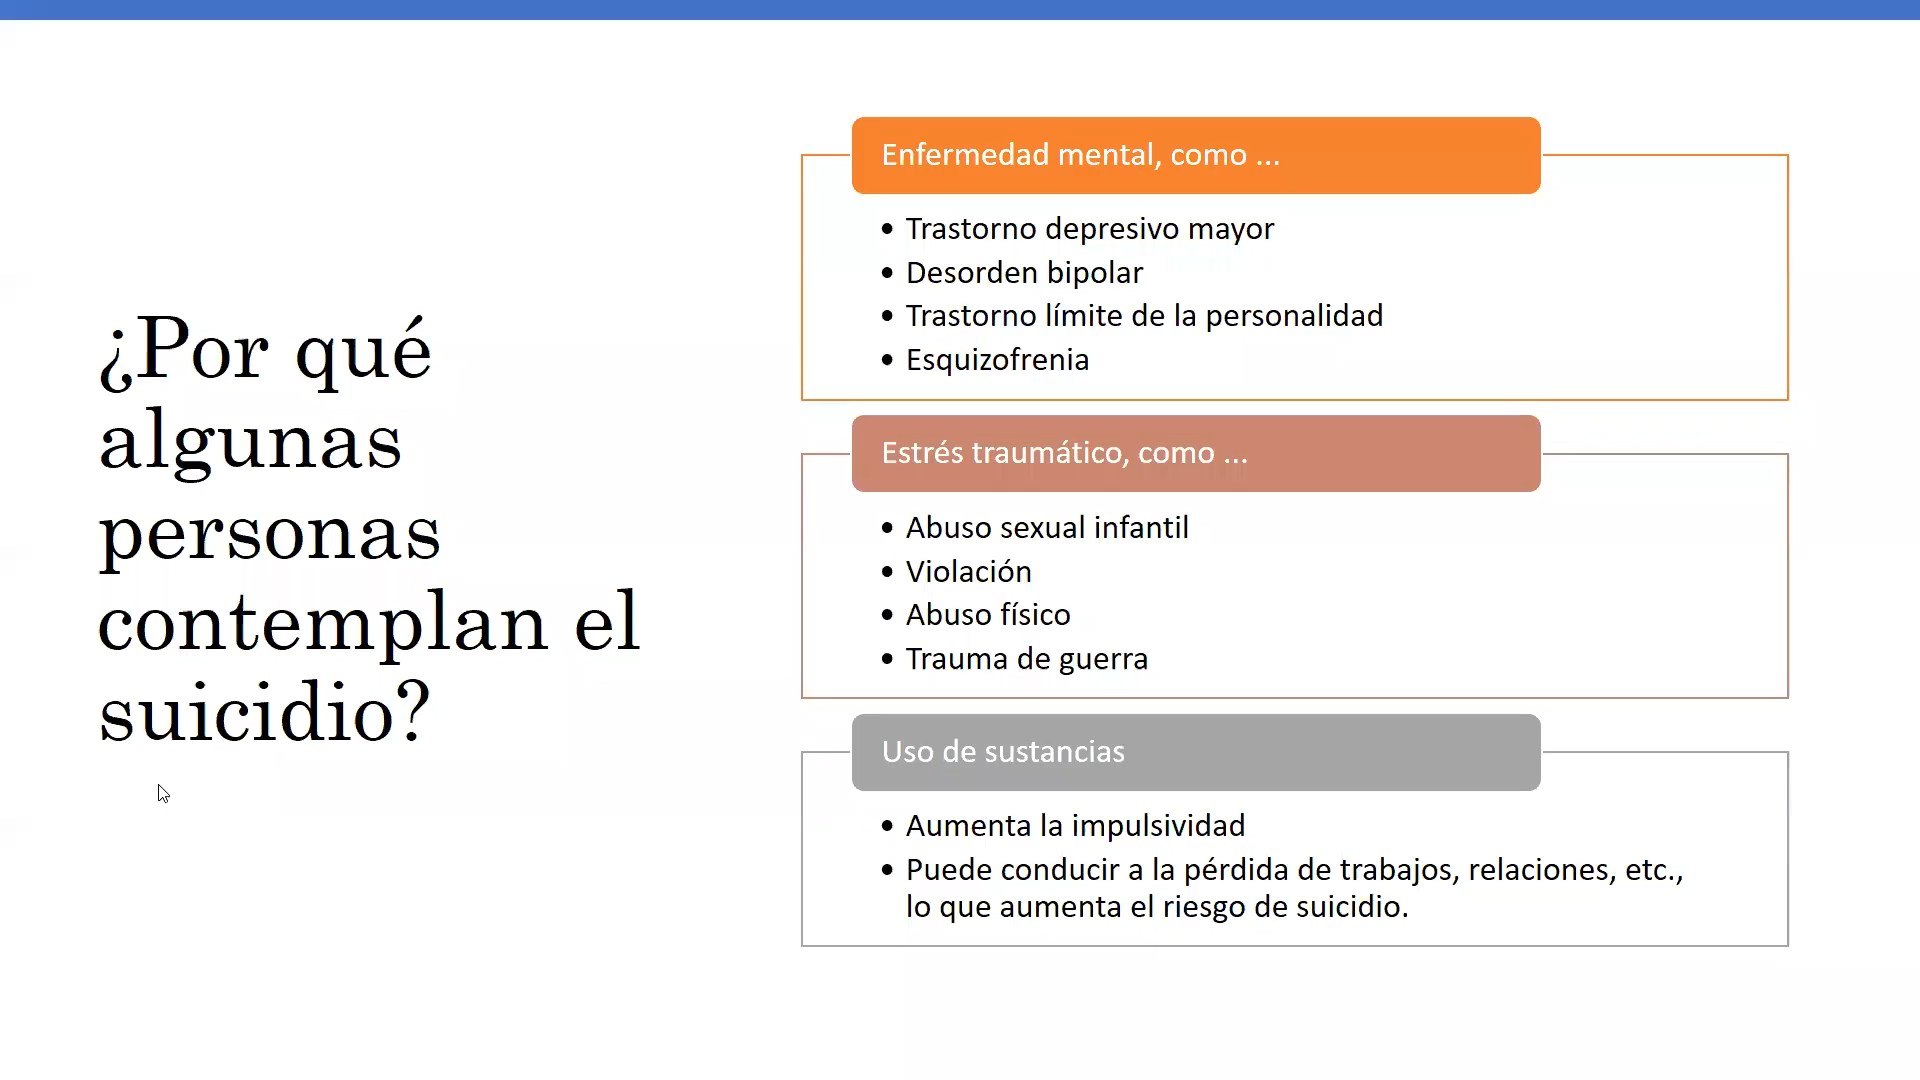 ¿Por qué
algunas
personas
contemplan el
suicidio?
Enfermedad mental, como ...
• Trastorno depresivo mayor
• Desorden bipolar
• Trastorno límite de la personalidad
• Esquizofrenia
Estrés traumático, como ...
• Abuso sexual infantil
• Violación
• Abuso físico
• Trauma de guerra
Uso de sustancias
• Aumenta la impulsividad
• Puede conducir a la pérdida de trabajos, relaciones, etc.,
lo que aumenta el riesgo de suicidio.